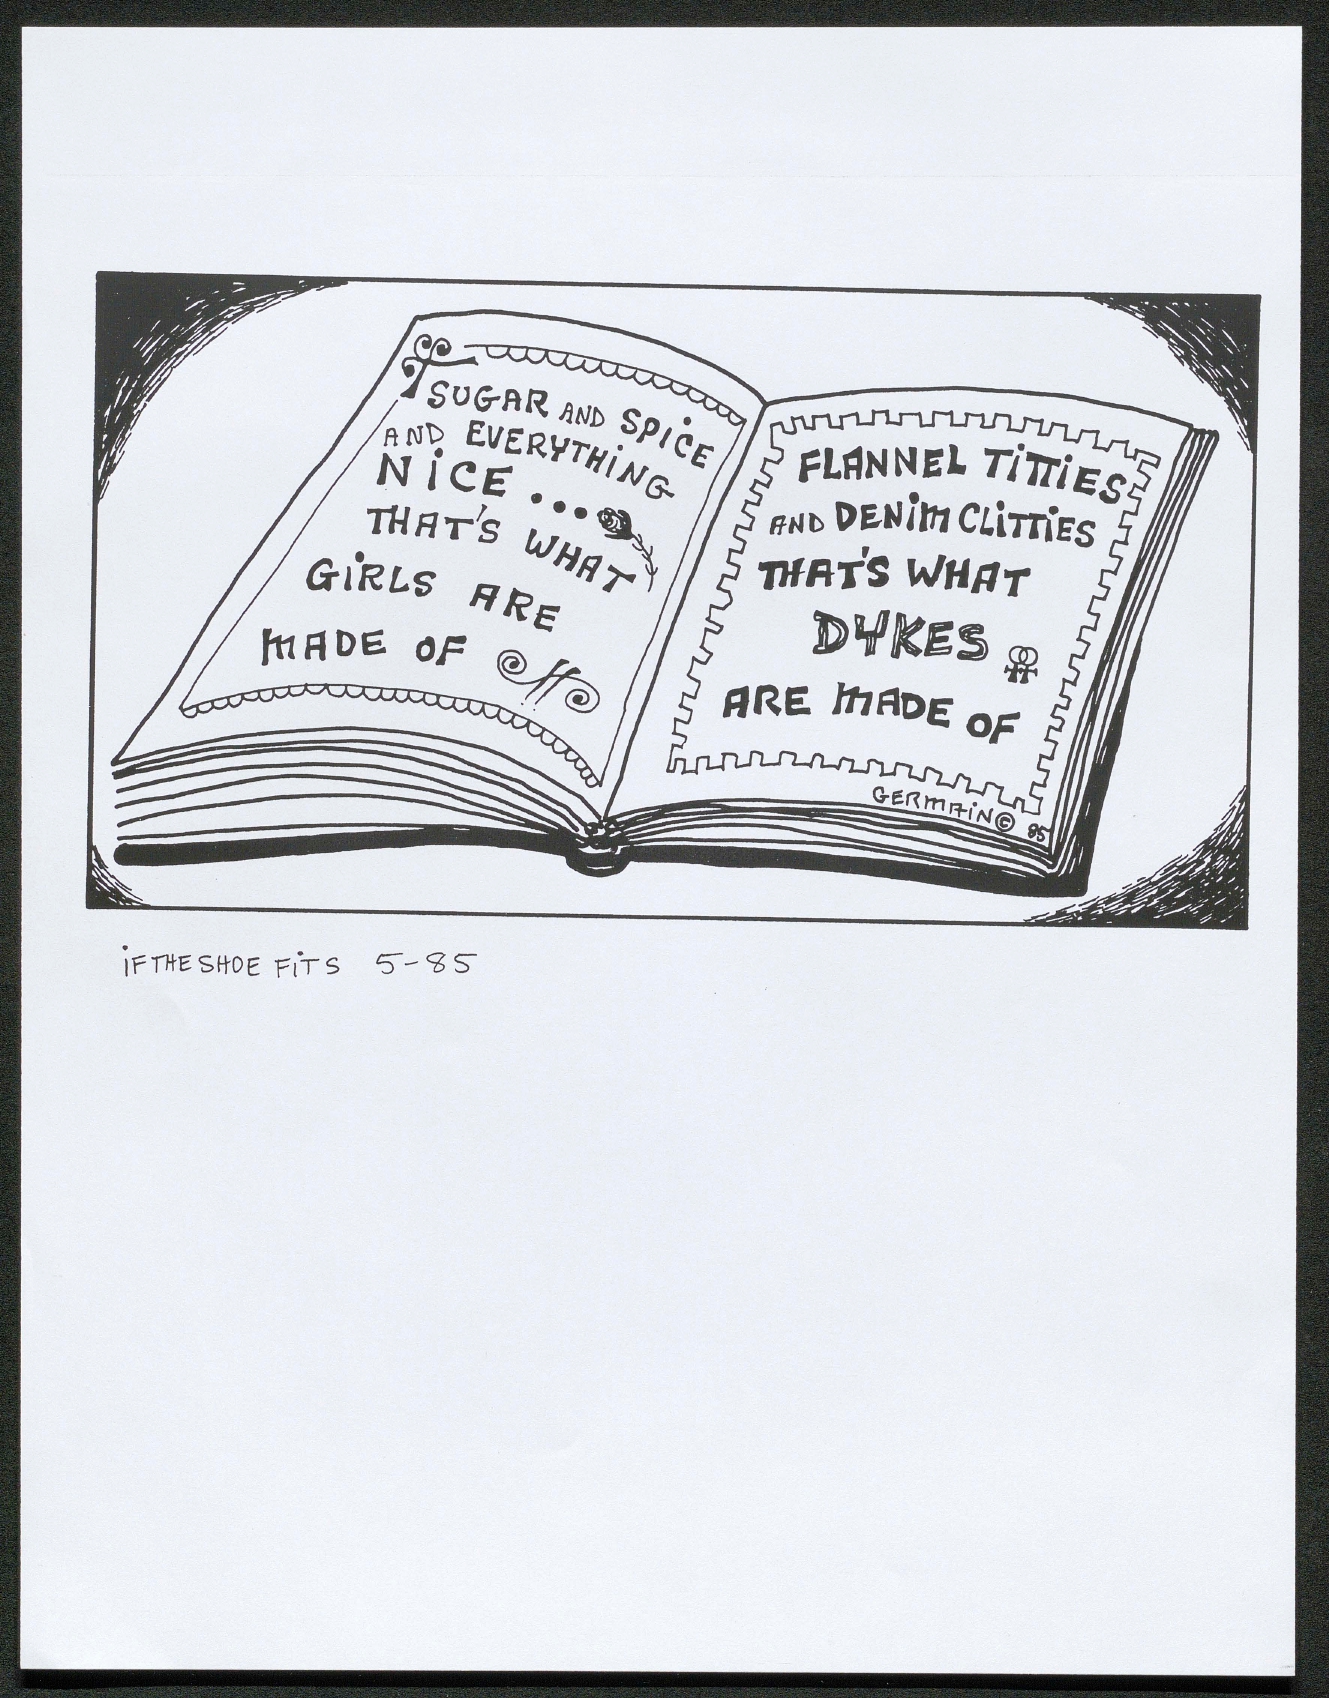 SUGAR AND SPICE
AND EVERYTHING
NICE ...
THAT'S WHAT
GIRLS ARE
MADE OF
FLANNEL TITTIES
AND DENIM CLITTIES
THAT'S WHAT
DYKES
ARE MADE OF
GERMAIN © 85
IF THE SHOE FITS 5-85